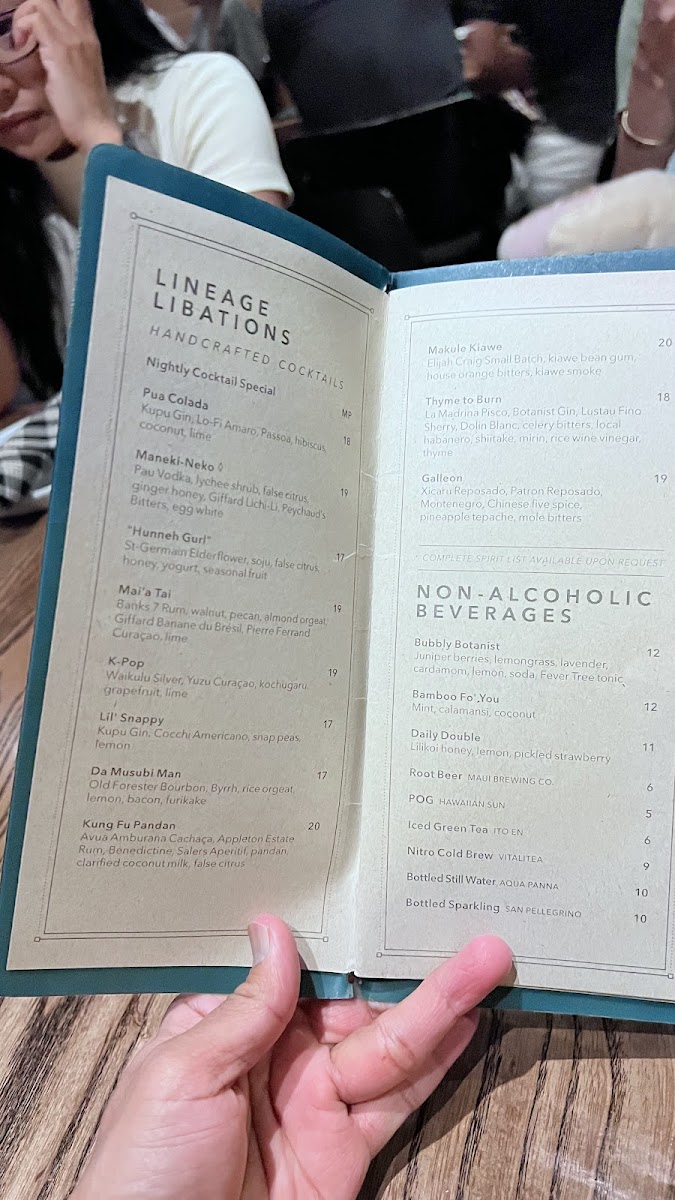 LINEAGE
LIBATIONS
HANDCRAFTED COCKTAILS
Nightly Cocktail Special MP
Pua Colada 18
Kupu Gin, Lo-Fi Amaro, Passoa, hibiscus,
coconut, lime
Maneki-Neko ◊ 19
Pau Vodka, lychee shrub, false citrus,
ginger honey, Giffard Lichi-Li, Peychaud's
Bitters, egg white
"Hunneh Gurl" 17
St-Germain Elderflower, soju, false citrus,
honey, yogurt, seasonal fruit
Mai'a Tai 19
Banks 7 Rum, walnut, pecan, almond orgeat,
Giffard Banane du Brésil, Pierre Ferrand
Curaçao, lime
K-Pop 19
Waikulu Silver, Yuzu Curaçao, kochugaru,
grapefruit, lime
Lil' Snappy 17
Kupu Gin, Cocchi Americano, snap peas,
lemon
Da Musubi Man 17
Old Forester Bourbon, Byrrh, rice orgeat,
lemon, bacon, furikake
Kung Fu Pandan 20
Avua Amburana Cachaça, Appleton Estate
Rum, Benedictine, Salers Aperitif, pandan,
clarified coconut milk, false citrus
Makule Kiawe 20
Elijah Craig Small Batch, kiawe bean gum,
house orange bitters, kiawe smoke
Thyme to Burn 18
La Madrina Pisco, Botanist Gin, Lustau Fino
Sherry, Dolin Blanc, celery bitters, local
habanero, shiitake, mirin, rice wine vinegar,
thyme
Galleon 19
Xicaru Reposado, Patron Reposado,
Montenegro, Chinese five spice,
pineapple tepache, mole bitters
COMPLETE SPIRIT LIST AVAILABLE UPON REQUEST
NON-ALCOHOLIC
BEVERAGES
Bubbly Botanist 12
Juniper berries, lemongrass, lavender,
cardamom, lemon, soda, Fever Tree tonic
Bamboo Fo' You 12
Mint, calamansi, coconut
Daily Double 11
Lilikoi honey, lemon, pickled strawberry
Root Beer MAUI BREWING CO. 6
POG HAWAIIAN SUN 5
Iced Green Tea ITO EN 6
Nitro Cold Brew VITALITEA 9
Bottled Still Water AQUA PANNA 10
Bottled Sparkling SAN PELLEGRINO 10